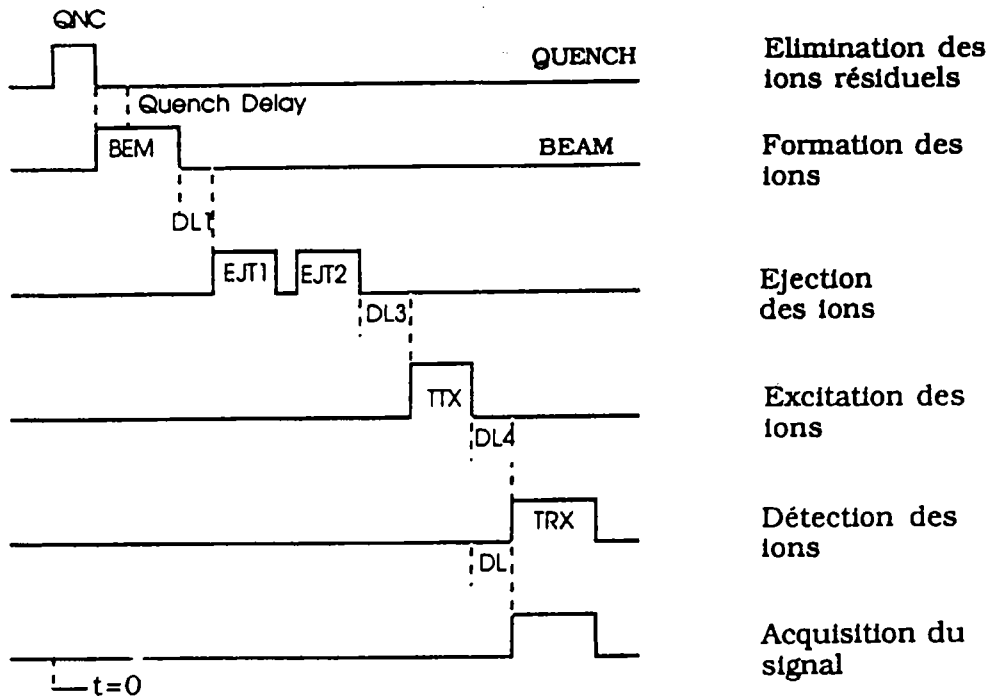 QNC
QUENCH
Elimination des
ions résiduels
Quench Delay
BEM
BEAM
Formation des
ions
DL1
EJT1
EJT2
Ejection
des ions
DL3
TTX
Excitation des
ions
DL4
TRX
Détection des
ions
DL
Acquisition du
signal
t=0